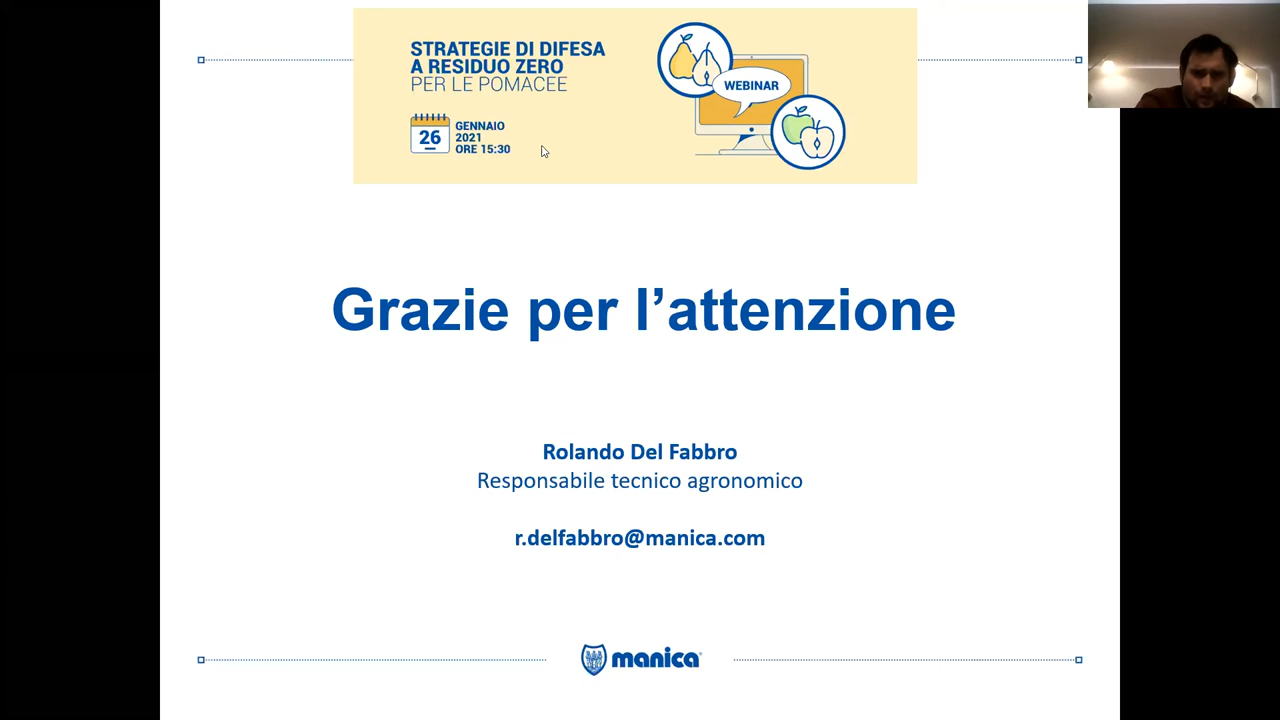 STRATEGIE DI DIFESA
A RESIDUO ZERO
PER LE POMACEE
26
GENNAIO
2021
ORE 15:30
WEBINAR
Grazie per l’attenzione
Rolando Del Fabbro
Responsabile tecnico agronomico
r.delfabbro@manica.com
manica®